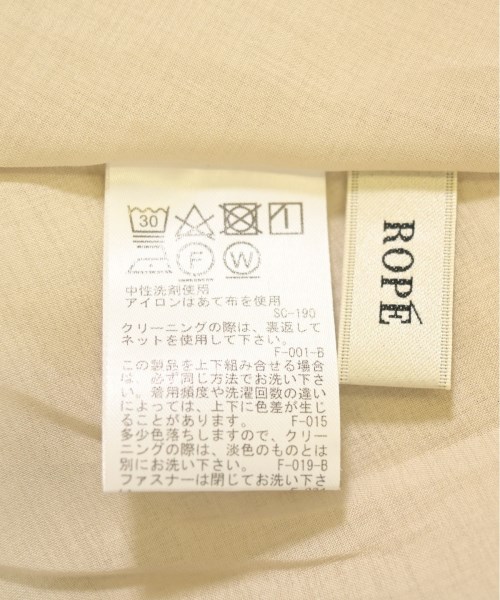 30
F W
中性洗剤使用
アイロンはあて布を使用
SC-190
クリーニングの際は、裏返して
ネットを使用して下さい。
F-001-B
この製品を上下組み合せる場合
は、必ず同じ方法でお洗い下さ
い。着用頻度や洗濯回数の違い
によっては、上下に色差が生じ
ることがあります。 F-015
多少色落ちしますので、クリー
ニングの際は、淡色のものとは
別にお洗い下さい。 F-019-B
ファスナーは閉じてお洗い下さ
ROPÉ